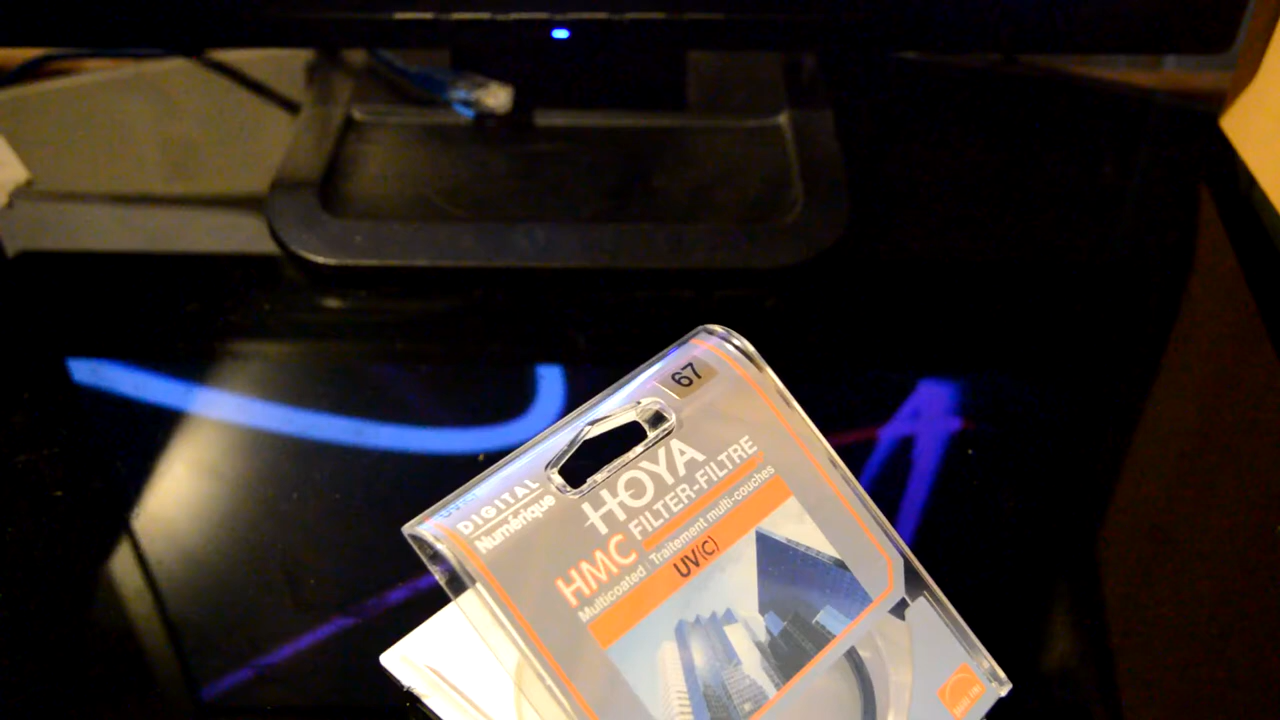 67
DIGITAL
Numérique
HOYA
HMC FILTER-FILTRE
Multicoated Traitement multi-couches
UV(C)